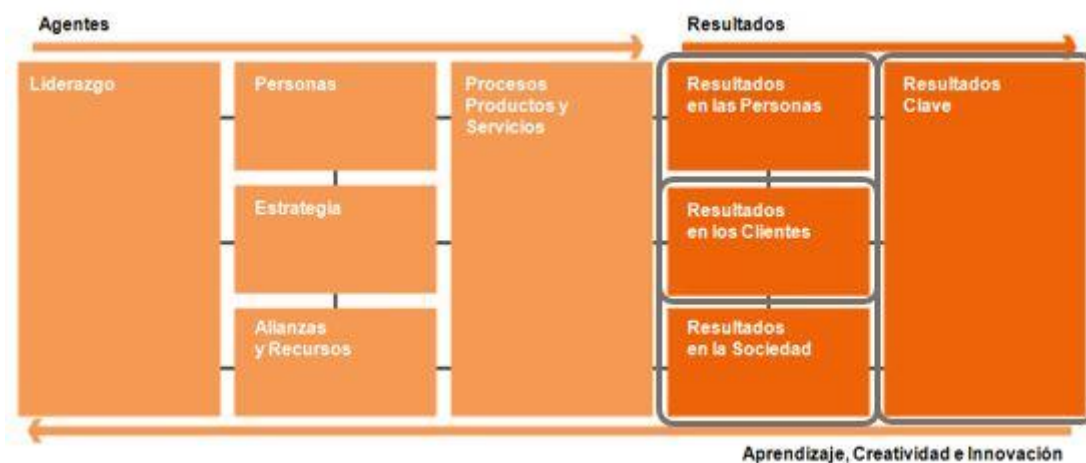 Agentes
Resultados
Liderazgo
Personas
Procesos
Productos y
Servicios
Resultados
en las Personas
Resultados
Clave
Estrategia
Resultados
en los Clientes
Alianzas
y Recursos
Resultados
en la Sociedad
Aprendizaje, Creatividad e Innovación